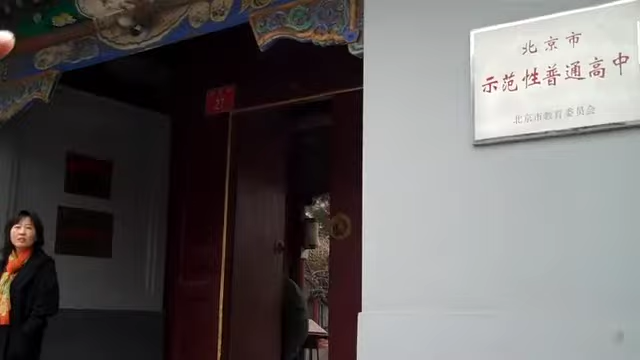 北京市
示范性普通高中
北京市教育委员会